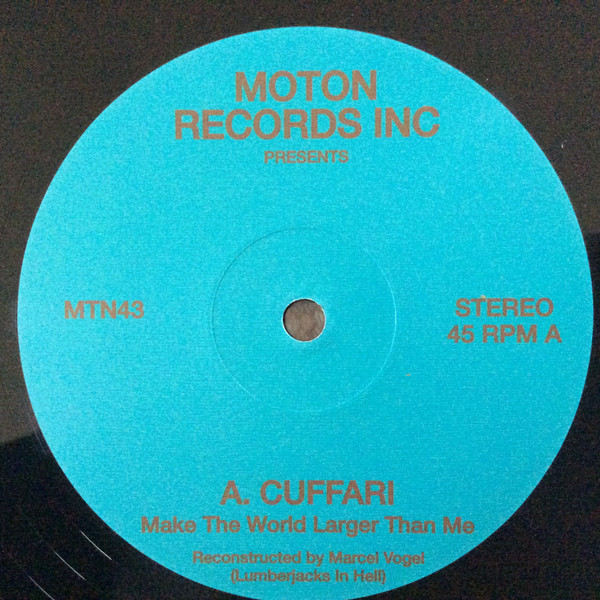 MOTON
RECORDS INC
PRESENTS
MTN43
STEREO
45 RPM A
A. CUFFARI
Make The World Larger Than Me
Reconstructed by Marcel Vogel
(Lumberjacks In Hell)